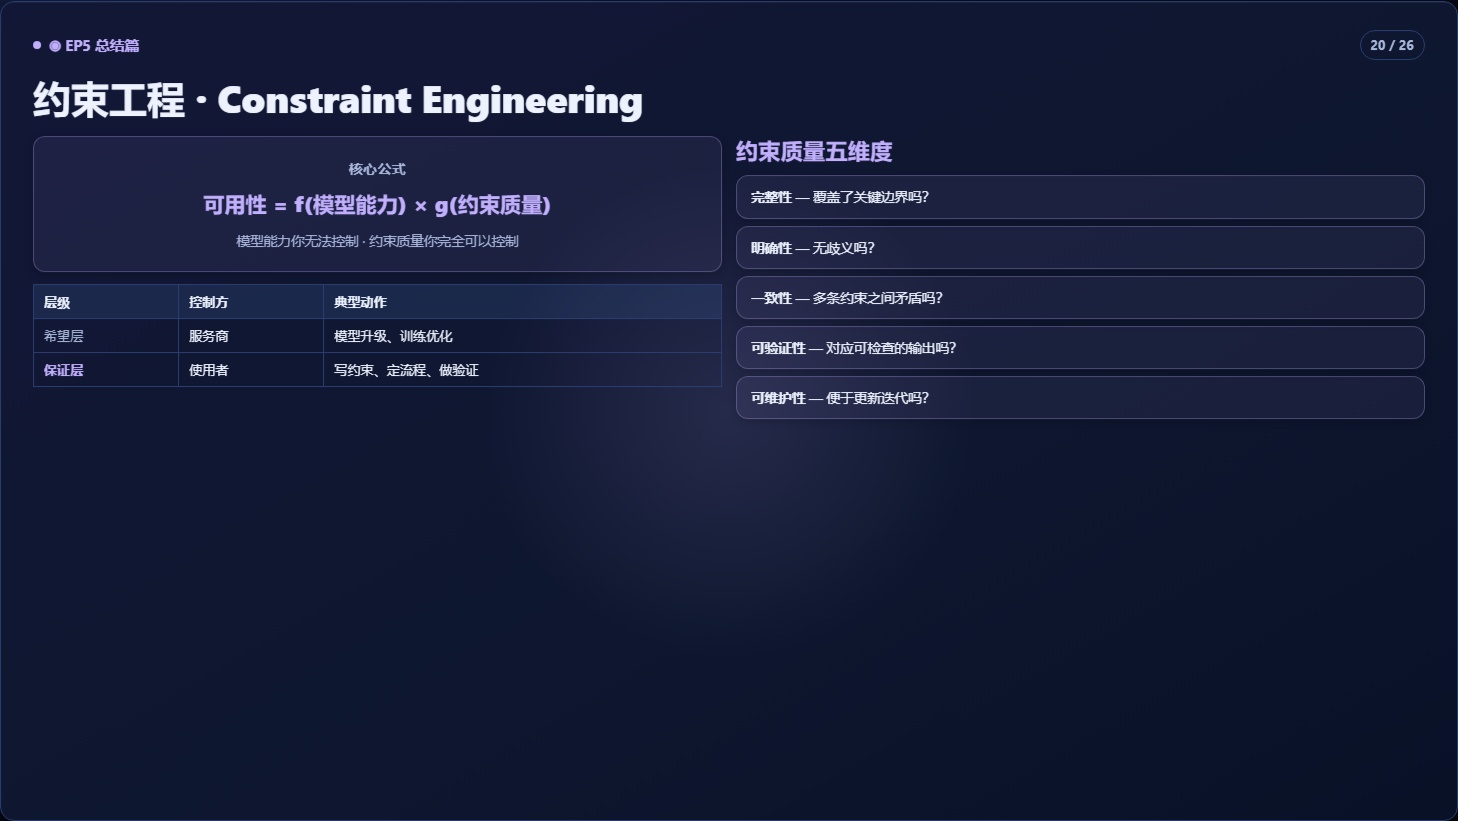 ◉ EP5 总结篇
20 / 26
约束工程 · Constraint Engineering
核心公式
可用性 = f(模型能力) × g(约束质量)
模型能力你无法控制 · 约束质量你完全可以控制
层级 控制方 典型动作
希望层 服务商 模型升级、训练优化
保证层 使用者 写约束、定流程、做验证
约束质量五维度
完整性 — 覆盖了关键边界吗?
明确性 — 无歧义吗?
一致性 — 多条约束之间矛盾吗?
可验证性 — 对应可检查的输出吗?
可维护性 — 便于更新迭代吗?